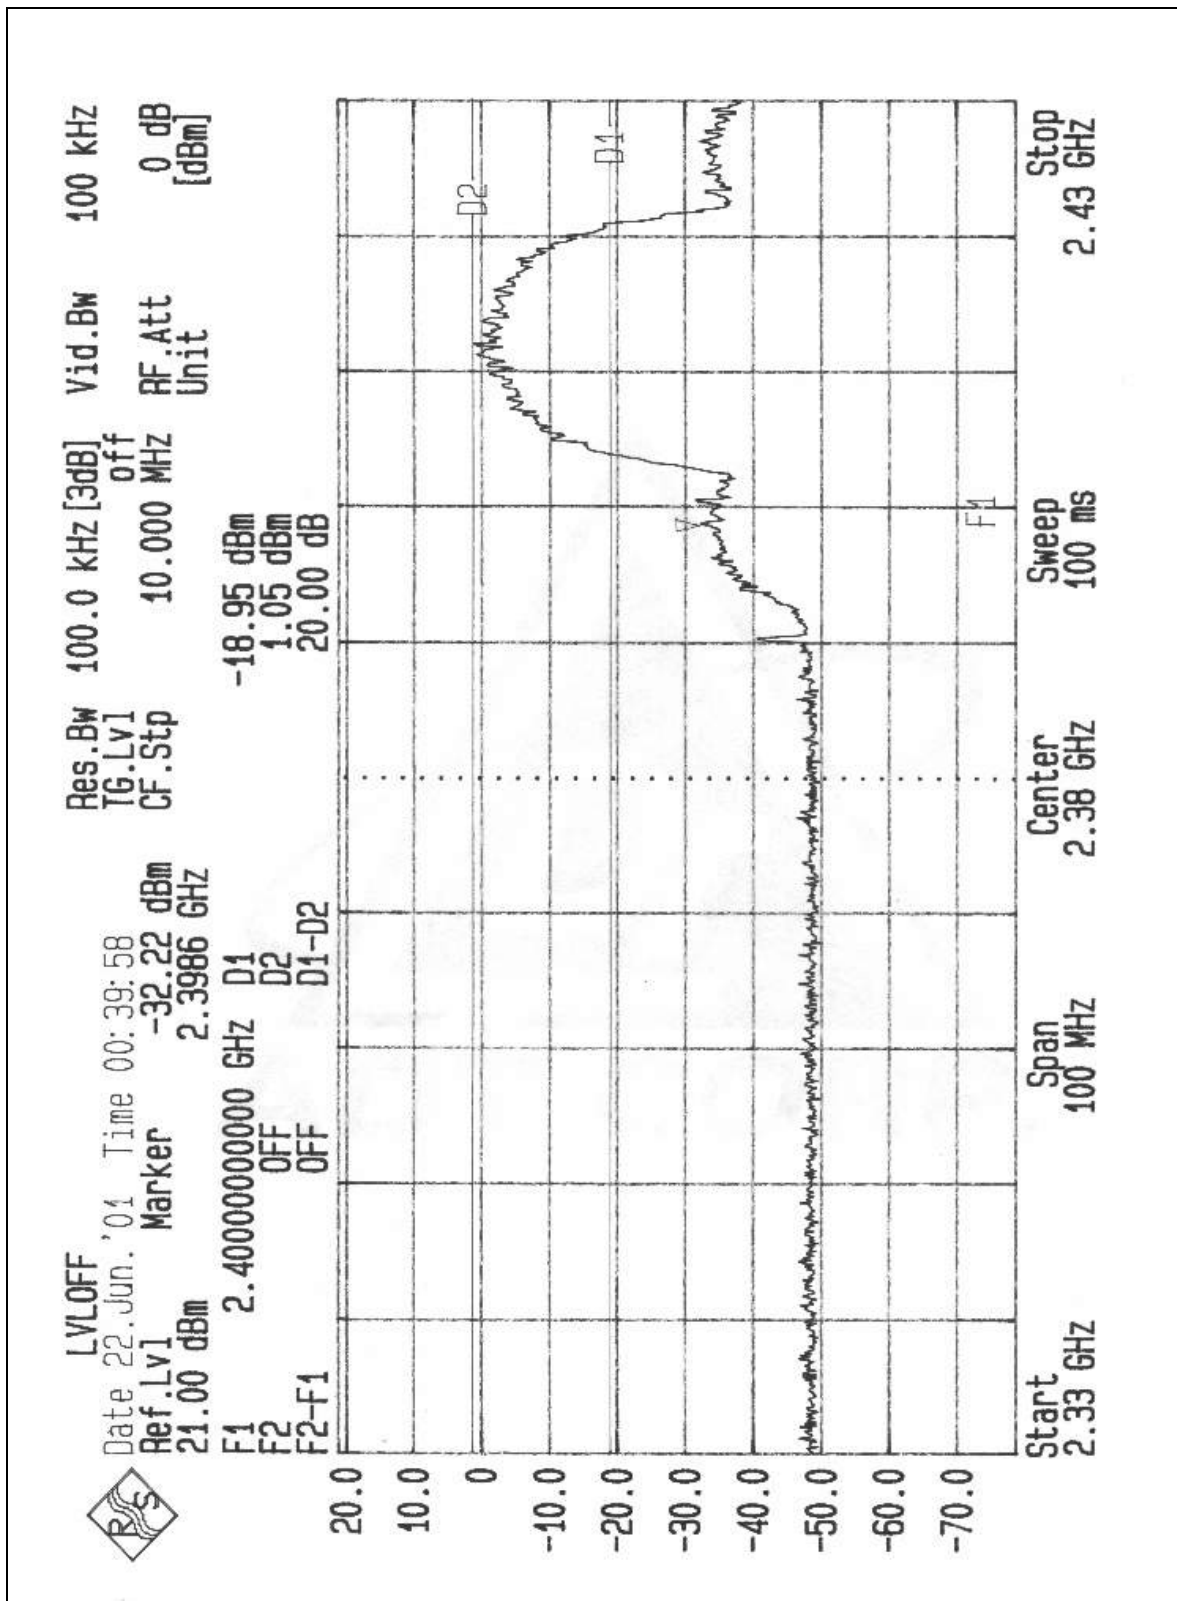 LVLOFF
Date 22.Jun.'01 Time 00:39:58
Ref.Lvl Marker -32.22 dBm
21.00 dBm 2.3986 GHz
Res.Bw 100.0 kHz [3dB] Vid.Bw 100 kHz
TG.Lvl off
CF.Stp 10.000 MHz RF.Att 0 dB
Unit [dBm]
F1 2.4000000000 GHz D1 -18.95 dBm
F2 OFF D2 1.05 dBm
F2-F1 OFF D1-D2 20.00 dB
RS
20.0
10.0
D2
0
-10.0
D1
-20.0
-30.0
-40.0
-50.0
-60.0
-70.0
F1
Start Span Center Sweep Stop
2.33 GHz 100 MHz 2.38 GHz 100 ms 2.43 GHz